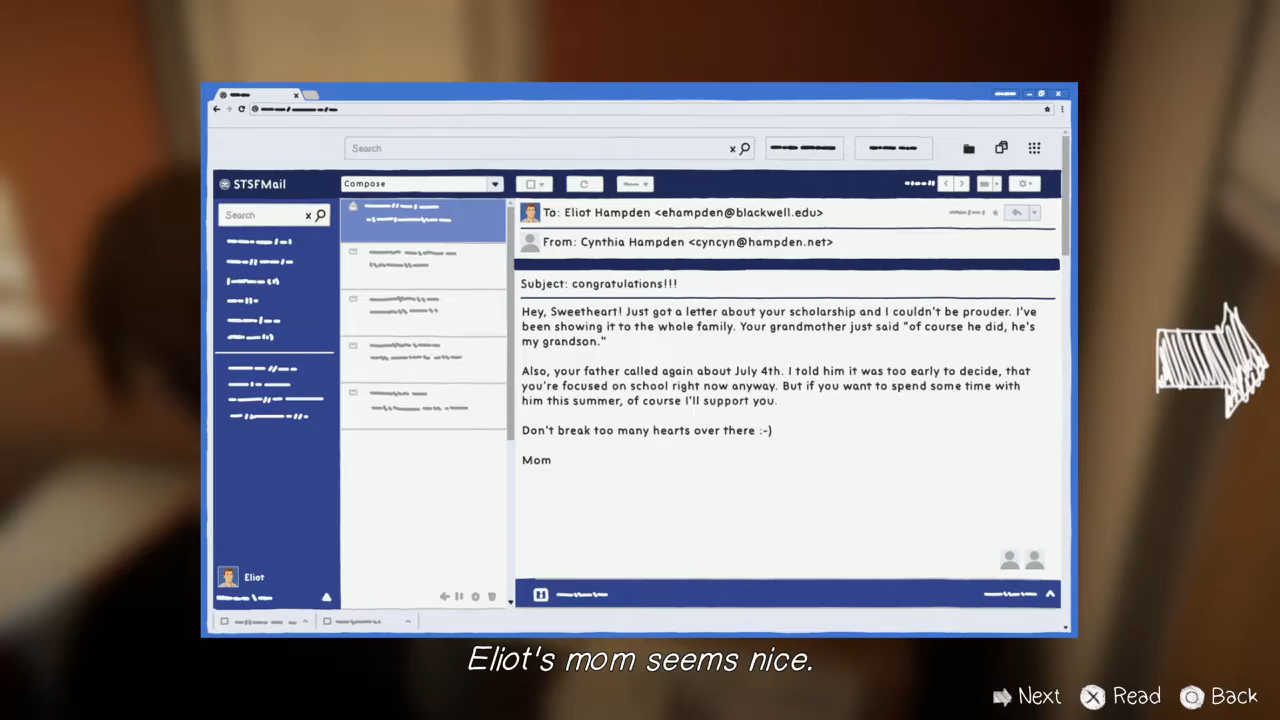 Search
STSFMail
Compose
Search
To: Eliot Hampden <ehampden@blackwell.edu>
From: Cynthia Hampden <cyncyn@hampden.net>
Subject: congratulations!!!
Hey, Sweetheart! Just got a letter about your scholarship and I couldn't be prouder. I've
been showing it to the whole family. Your grandmother just said "of course he did, he's
my grandson."
Also, your father called again about July 4th. I told him it was too early to decide, that
you're focused on school right now anyway. But if you want to spend some time with
him this summer, of course I'll support you.
Don't break too many hearts over there :-)
Mom
Eliot
Eliot's mom seems nice.
Next
Read
Back